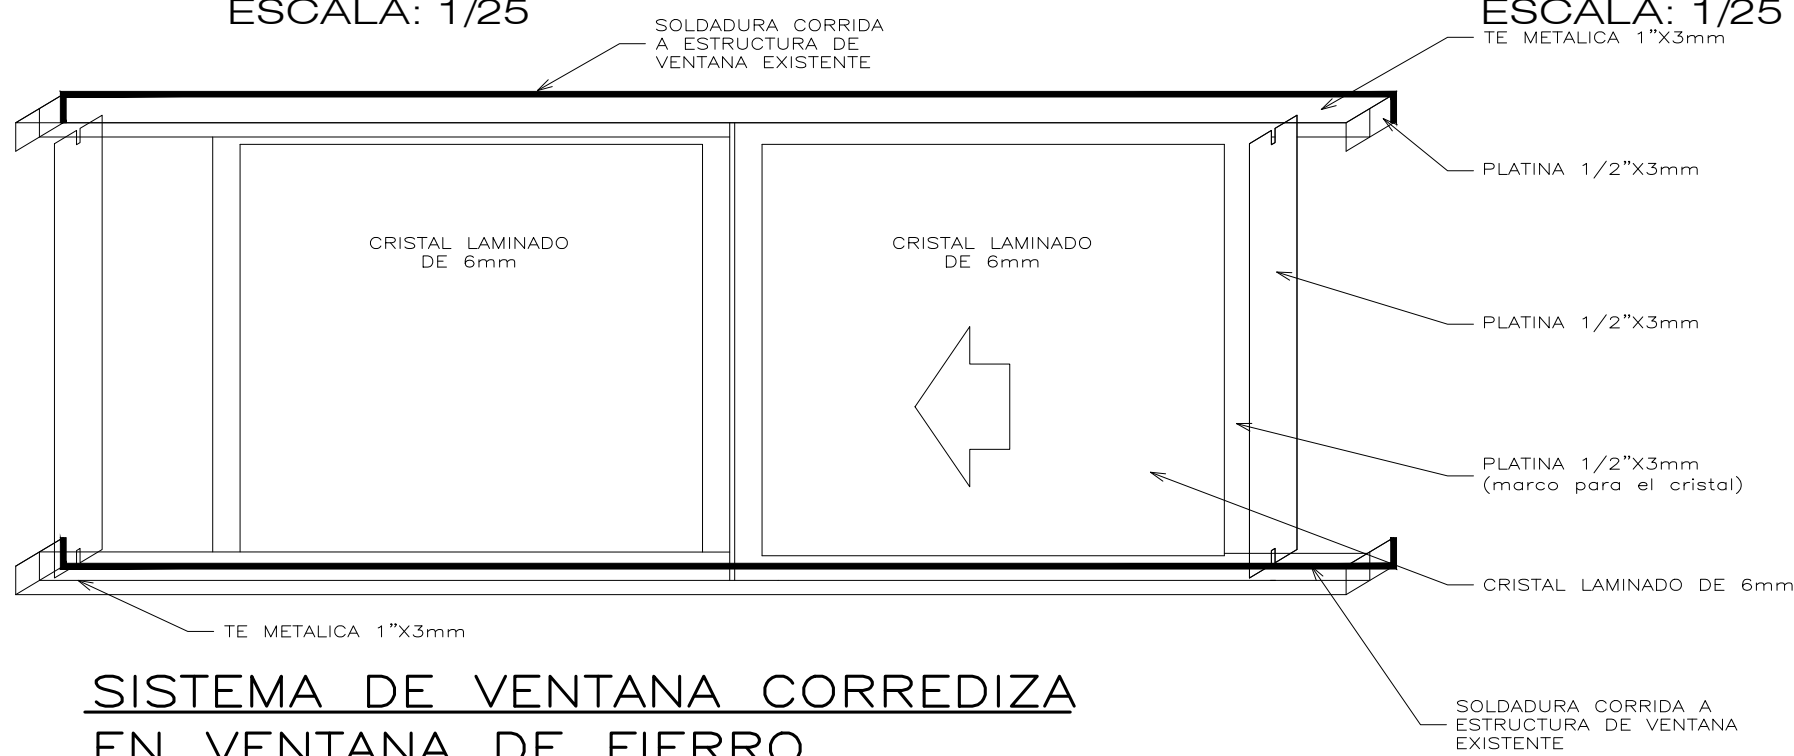 ESCALA: 1/25
ESCALA: 1/25
SOLDADURA CORRIDA
A ESTRUCTURA DE
VENTANA EXISTENTE
TE METALICA 1"X3mm
PLATINA 1/2"X3mm
CRISTAL LAMINADO
DE 6mm
CRISTAL LAMINADO
DE 6mm
PLATINA 1/2"X3mm
PLATINA 1/2"X3mm
(marco para el cristal)
CRISTAL LAMINADO DE 6mm
TE METALICA 1"X3mm
SISTEMA DE VENTANA CORREDIZA
EN VENTANA DE FIERRO
SOLDADURA CORRIDA A
ESTRUCTURA DE VENTANA
EXISTENTE